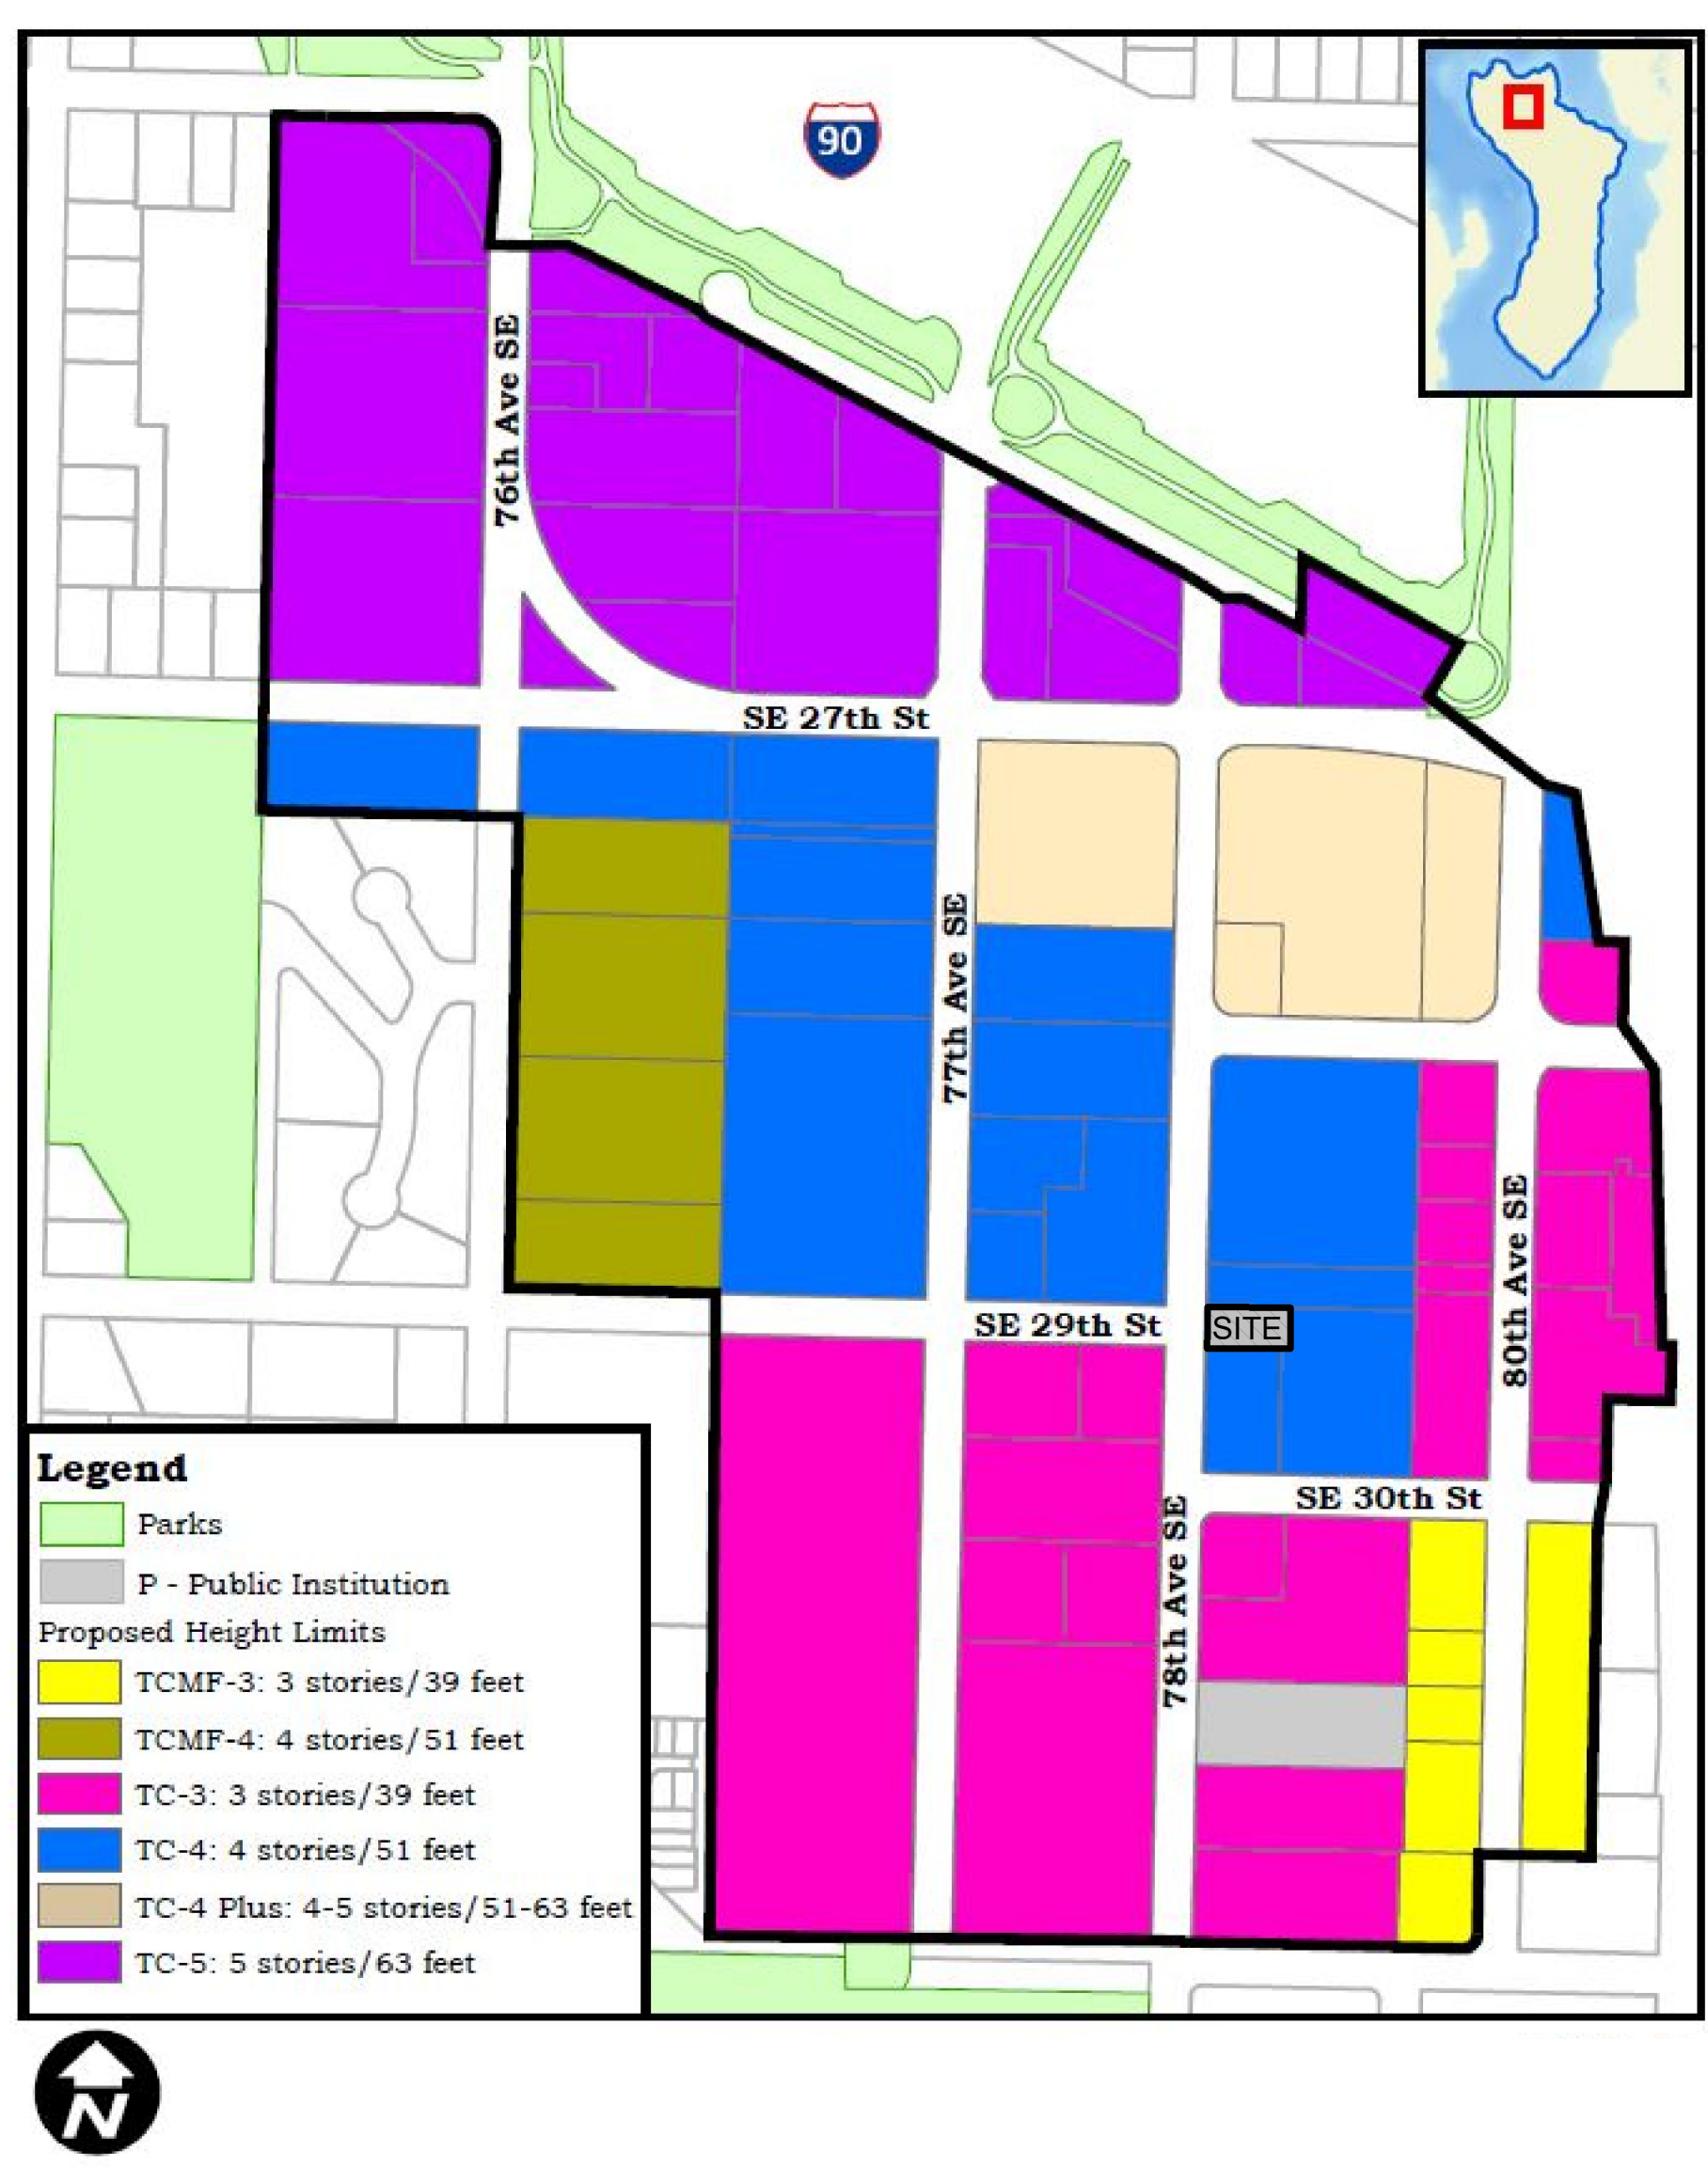 90
76th Ave SE
SE 27th St
77th Ave SE
80th Ave SE
SE 29th St
SITE
SE 30th St
78th Ave SE
Legend
Parks
P - Public Institution
Proposed Height Limits
TCMF-3: 3 stories/39 feet
TCMF-4: 4 stories/51 feet
TC-3: 3 stories/39 feet
TC-4: 4 stories/51 feet
TC-4 Plus: 4-5 stories/51-63 feet
TC-5: 5 stories/63 feet
N